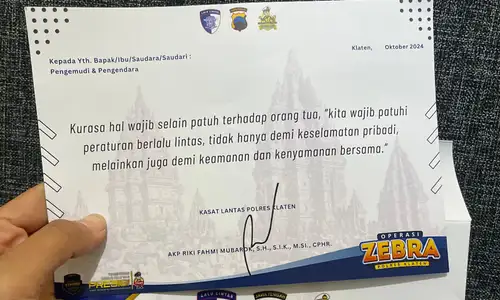 Klaten, Oktober 2024
Kepada Yth. Bapak/Ibu/Saudara/Saudari :
Pengemudi & Pengendara
Kurasa hal wajib selain patuh terhadap orang tua, "kita wajib patuhi
peraturan berlalu lintas, tidak hanya demi keselamatan pribadi,
melainkan juga demi keamanan dan kenyamanan bersama."
KASAT LANTAS POLRES KLATEN
AKP RIKI FAHMI MUBAROK, S.H., S.I.K., M.Si., CPHR.
OPERASI
ZEBRA
POLRES KLATEN